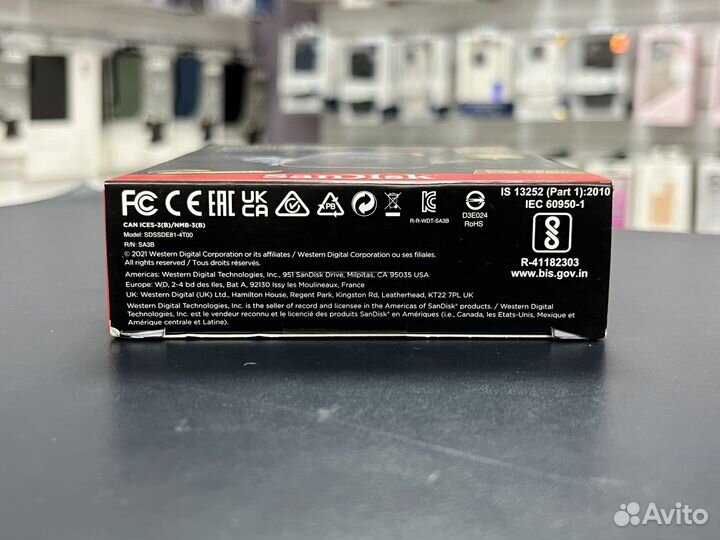 SanDisk
FC CE EAC UK CA PB
R-R-WDT-SA3B
D3E024
RoHS
IS 13252 (Part 1):2010
IEC 60950-1
CAN ICES-3(B)/NMB-3(B)
Model: SDSSDE81-4T00
R/N: SA3B
R-41182303
www.bis.gov.in
© 2021 Western Digital Corporation or its affiliates / Western Digital Corporation ou ses filiales.
All rights reserved / Tous droits réservés.
Americas: Western Digital Technologies, Inc., 951 SanDisk Drive, Milpitas, CA 95035 USA
Europe: WD, 2-4 bd des Iles, Bat A, 92130 Issy les Moulineaux, France
UK: Western Digital (UK) Ltd., Hamilton House, Regent Park, Kingston Rd, Leatherhead, KT22 7PL UK
Western Digital Technologies, Inc. is the seller of record and licensee in the Americas of SanDisk® products. / Western Digital
Technologies, Inc. est le vendeur reconnu et le licencié des produits SanDisk® en Amériques (i.e., Canada, les Etats-Unis, Mexique et
Amérique centrale et Latine).
Avito